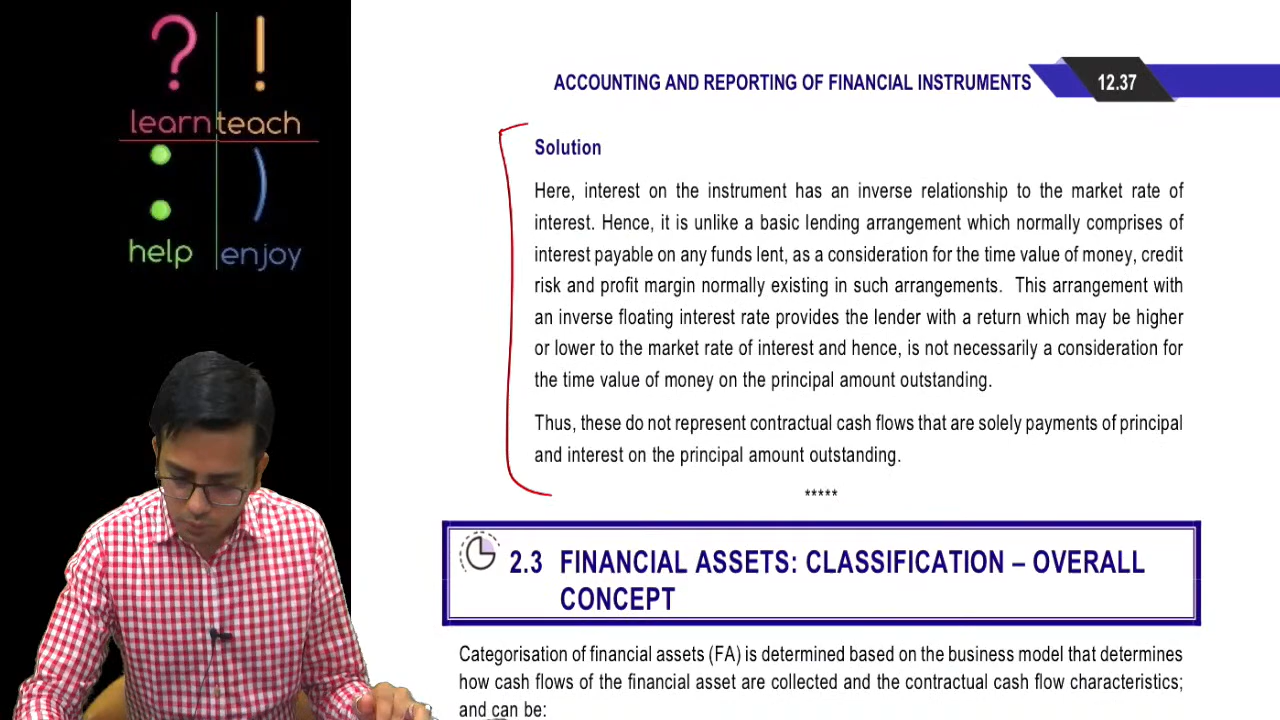 ? !
learn teach
: )
help enjoy
ACCOUNTING AND REPORTING OF FINANCIAL INSTRUMENTS 12.37
Solution
Here, interest on the instrument has an inverse relationship to the market rate of
interest. Hence, it is unlike a basic lending arrangement which normally comprises of
interest payable on any funds lent, as a consideration for the time value of money, credit
risk and profit margin normally existing in such arrangements. This arrangement with
an inverse floating interest rate provides the lender with a return which may be higher
or lower to the market rate of interest and hence, is not necessarily a consideration for
the time value of money on the principal amount outstanding.
Thus, these do not represent contractual cash flows that are solely payments of principal
and interest on the principal amount outstanding.
*****
2.3 FINANCIAL ASSETS: CLASSIFICATION – OVERALL
CONCEPT
Categorisation of financial assets (FA) is determined based on the business model that determines
how cash flows of the financial asset are collected and the contractual cash flow characteristics;
and can be: